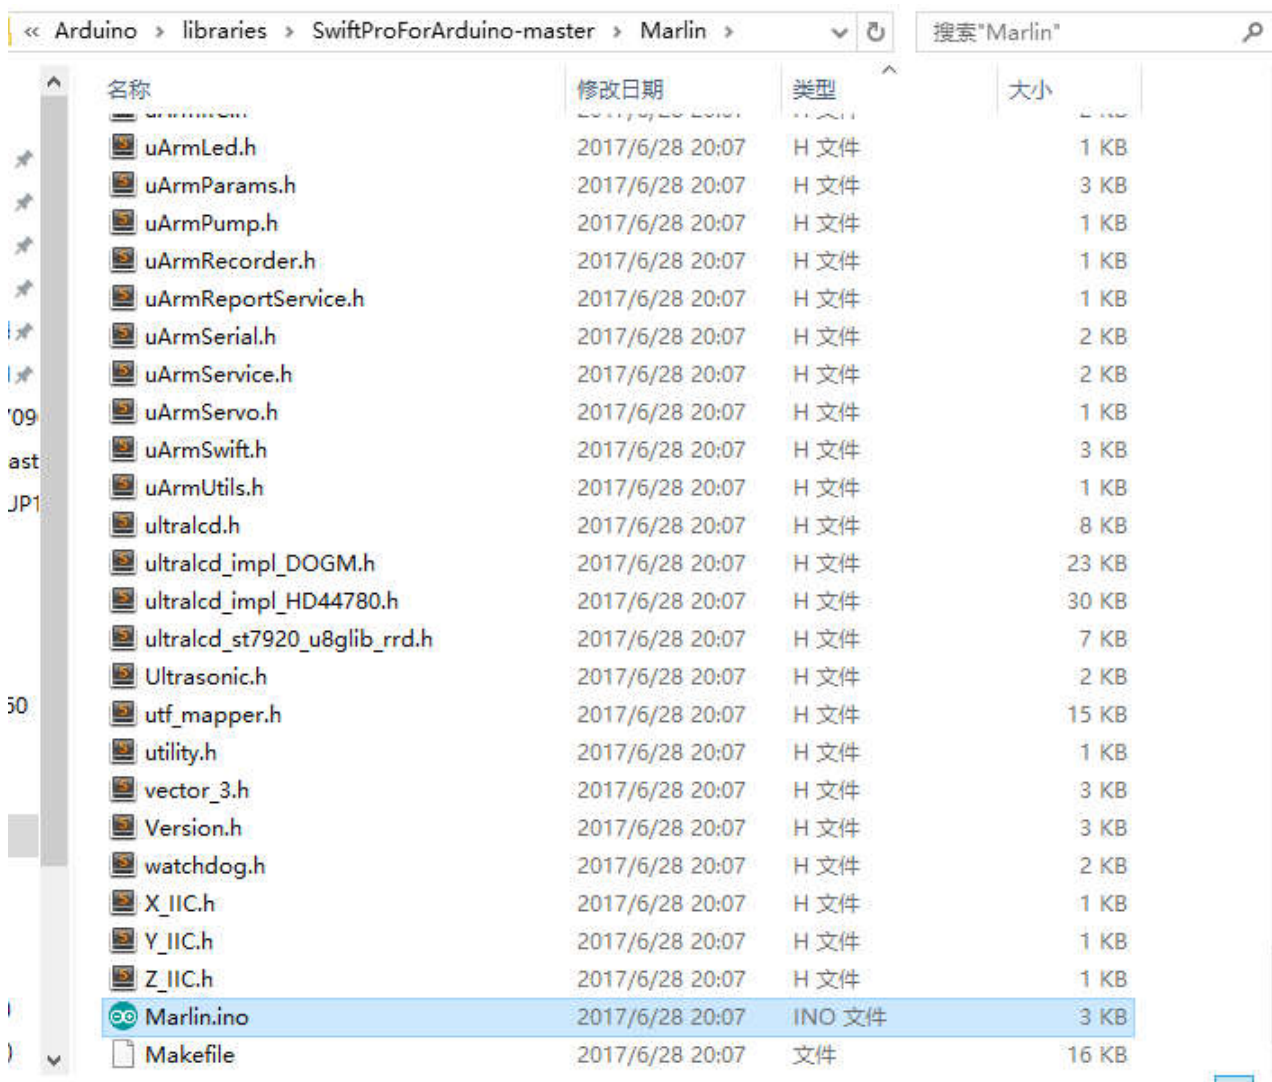 « Arduino > libraries > SwiftProForArduino-master > Marlin >
搜索"Marlin"
名称 修改日期 类型 大小
uArmLed.h 2017/6/28 20:07 H 文件 1 KB
uArmParams.h 2017/6/28 20:07 H 文件 3 KB
uArmPump.h 2017/6/28 20:07 H 文件 1 KB
uArmRecorder.h 2017/6/28 20:07 H 文件 1 KB
uArmReportService.h 2017/6/28 20:07 H 文件 1 KB
uArmSerial.h 2017/6/28 20:07 H 文件 2 KB
uArmService.h 2017/6/28 20:07 H 文件 2 KB
uArmServo.h 2017/6/28 20:07 H 文件 1 KB
uArmSwift.h 2017/6/28 20:07 H 文件 3 KB
uArmUtils.h 2017/6/28 20:07 H 文件 1 KB
ultralcd.h 2017/6/28 20:07 H 文件 8 KB
ultralcd_impl_DOGM.h 2017/6/28 20:07 H 文件 23 KB
ultralcd_impl_HD44780.h 2017/6/28 20:07 H 文件 30 KB
ultralcd_st7920_u8glib_rrd.h 2017/6/28 20:07 H 文件 7 KB
Ultrasonic.h 2017/6/28 20:07 H 文件 2 KB
utf_mapper.h 2017/6/28 20:07 H 文件 15 KB
utility.h 2017/6/28 20:07 H 文件 1 KB
vector_3.h 2017/6/28 20:07 H 文件 3 KB
Version.h 2017/6/28 20:07 H 文件 3 KB
watchdog.h 2017/6/28 20:07 H 文件 2 KB
X_IIC.h 2017/6/28 20:07 H 文件 1 KB
Y_IIC.h 2017/6/28 20:07 H 文件 1 KB
Z_IIC.h 2017/6/28 20:07 H 文件 1 KB
Marlin.ino 2017/6/28 20:07 INO 文件 3 KB
Makefile 2017/6/28 20:07 文件 16 KB